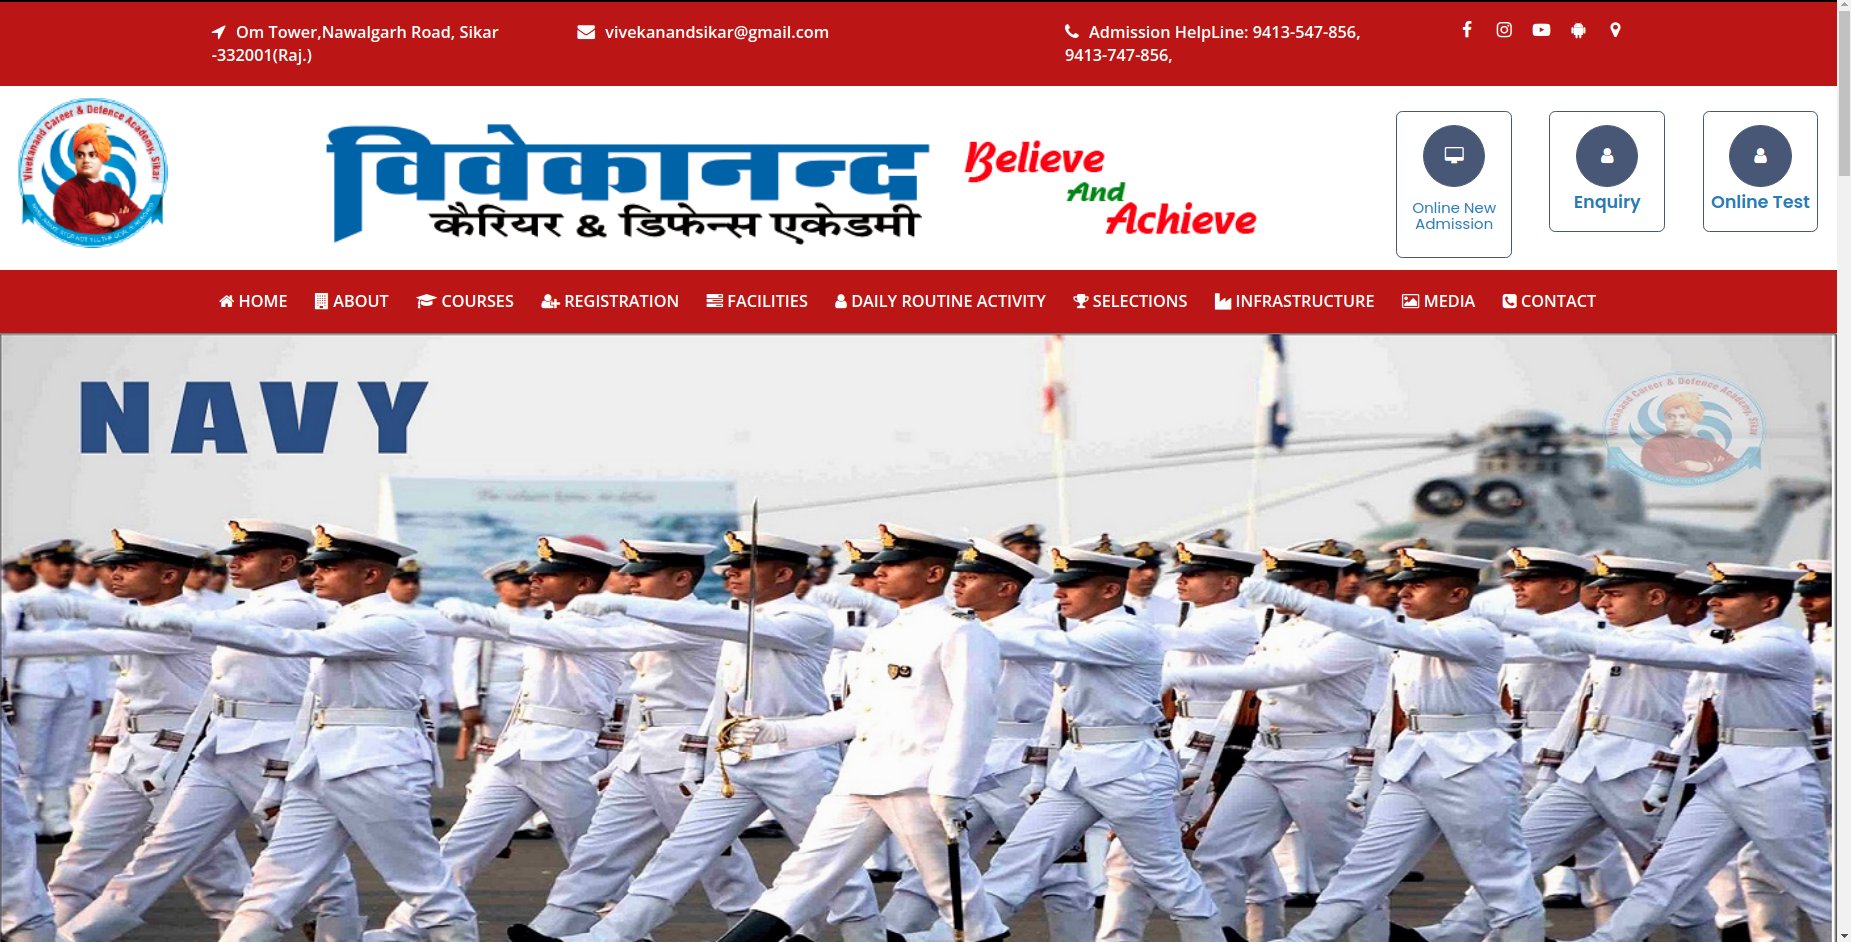 Om Tower,Nawalgarh Road, Sikar
-332001(Raj.)
vivekanandsikar@gmail.com
Admission HelpLine: 9413-547-856,
9413-747-856,
Vivekanand Career & Defence Academy, Sikar
विवेकानन्द
कैरियर & डिफेन्स एकेडमी
Believe
And
Achieve
Online New
Admission
Enquiry
Online Test
HOME ABOUT COURSES REGISTRATION FACILITIES DAILY ROUTINE ACTIVITY SELECTIONS INFRASTRUCTURE MEDIA CONTACT
NAVY
Vivekanand Career & Defence Academy, Sikar